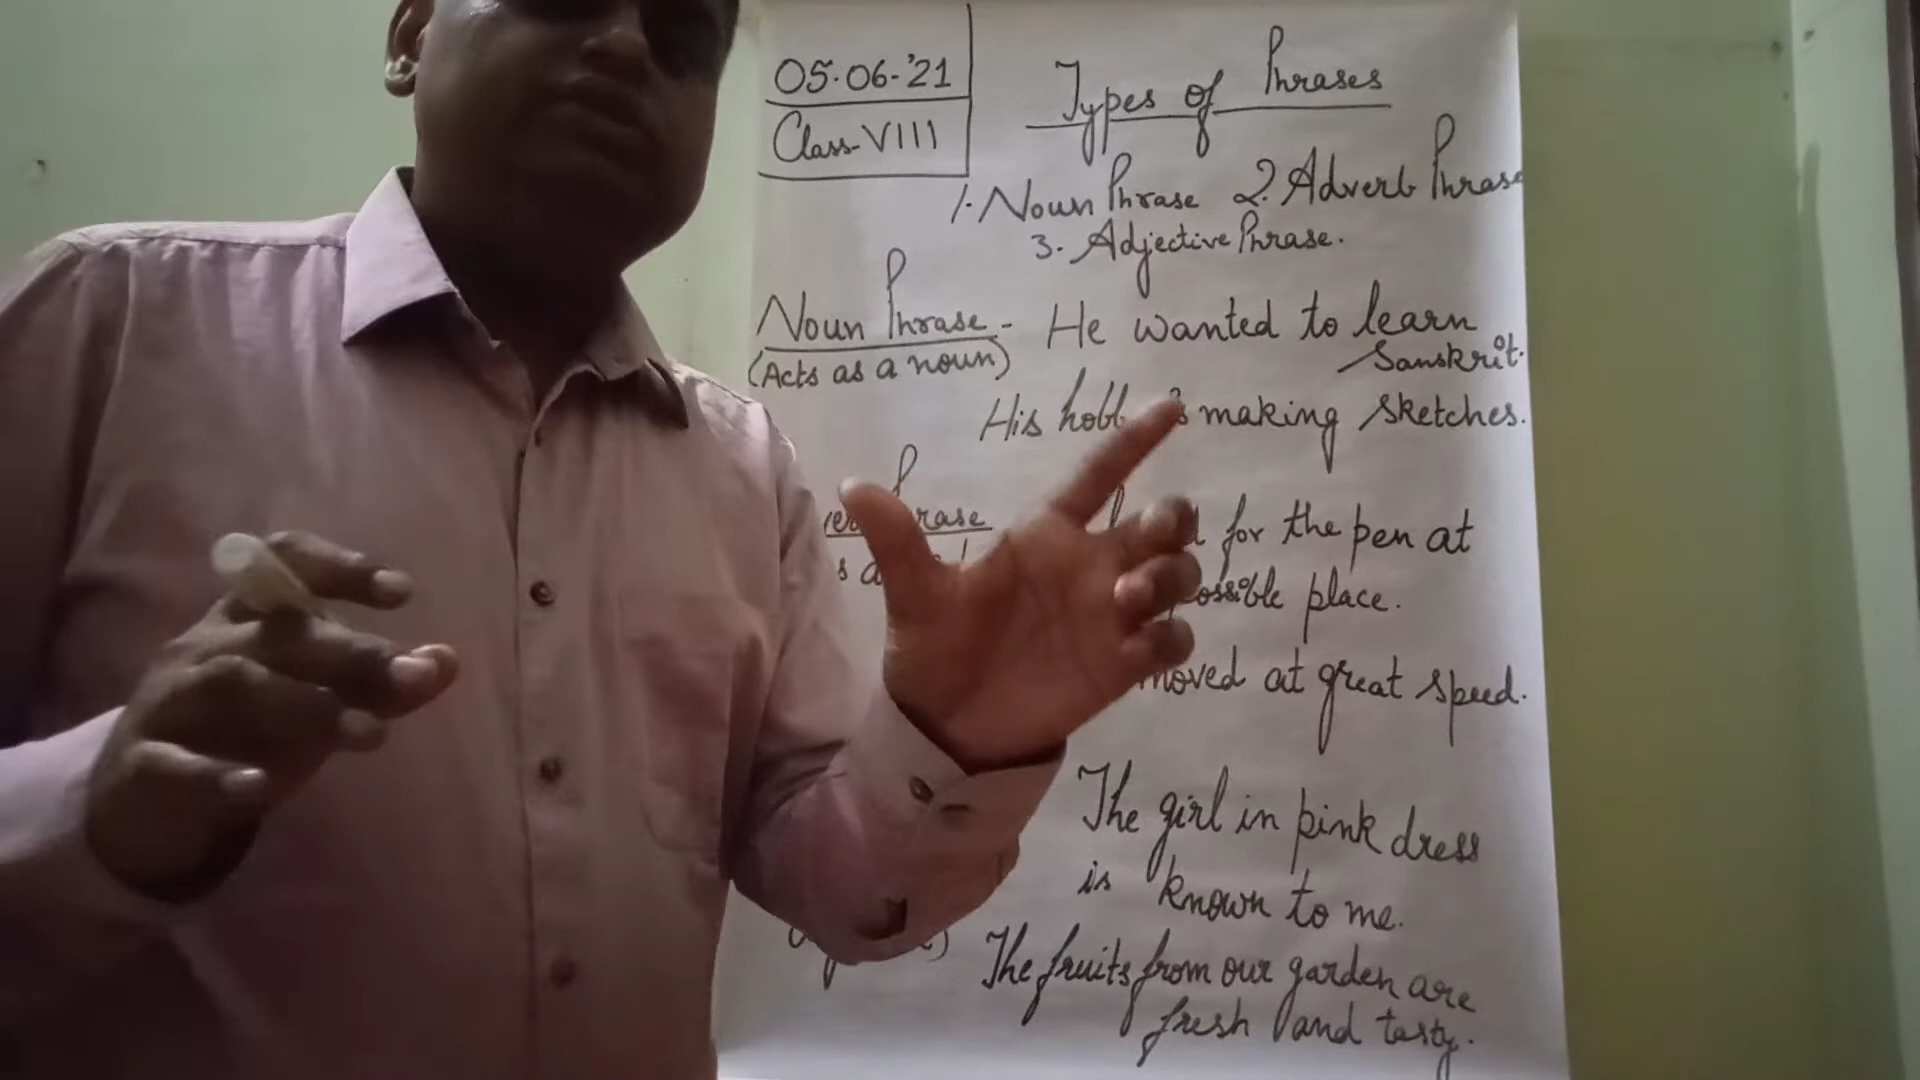 05.06.'21
Class-VIII
Types of Phrases
1. Noun Phrase 2. Adverb Phrase
3. Adjective Phrase.
Noun Phrase - He wanted to learn
(Acts as a noun) Sanskrit.
His making sketches.
for the pen at
place.
moved at great speed.
The girl in pink dress
is known to me.
The fruits from our garden are
fresh and tasty.